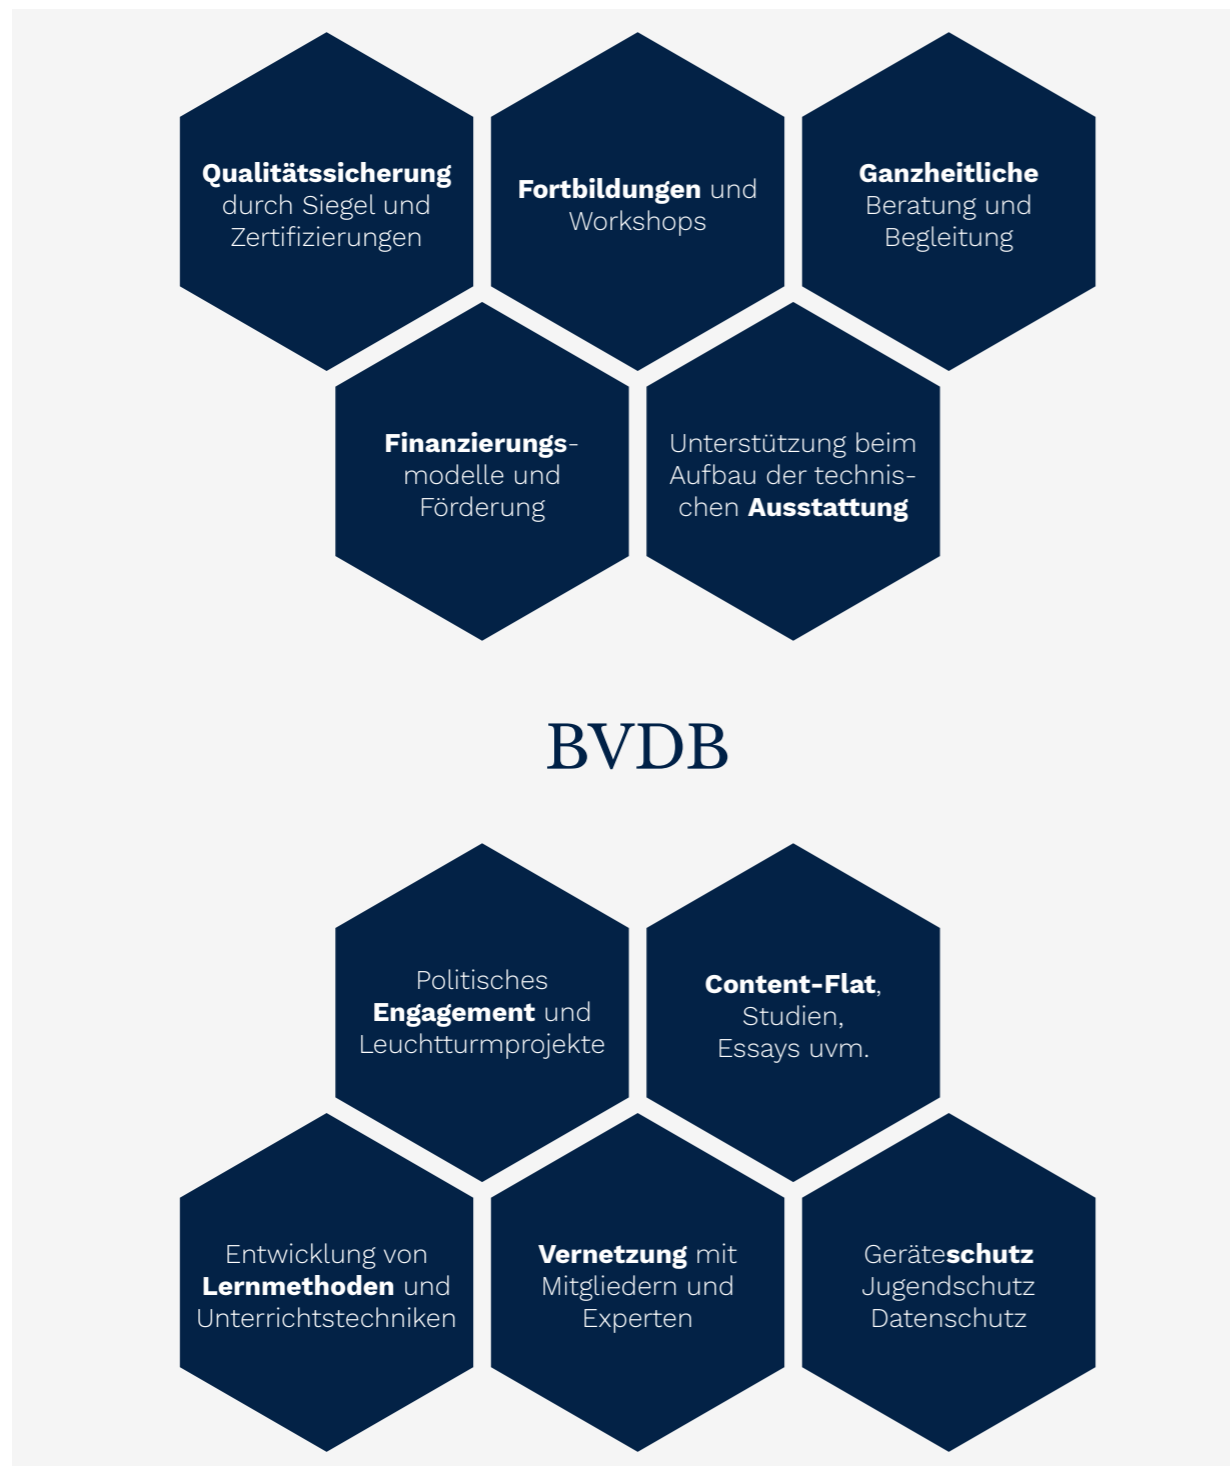 Qualitätssicherung
durch Siegel und
Zertifizierungen
Fortbildungen und
Workshops
Ganzheitliche
Beratung und
Begleitung
Finanzierungs-
modelle und
Förderung
Unterstützung beim
Aufbau der technis-
chen Ausstattung
BVDB
Politisches
Engagement und
Leuchtturmprojekte
Content-Flat,
Studien,
Essays uvm.
Entwicklung von
Lernmethoden und
Unterrichtstechniken
Vernetzung mit
Mitgliedern und
Experten
Geräteschutz
Jugendschutz
Datenschutz